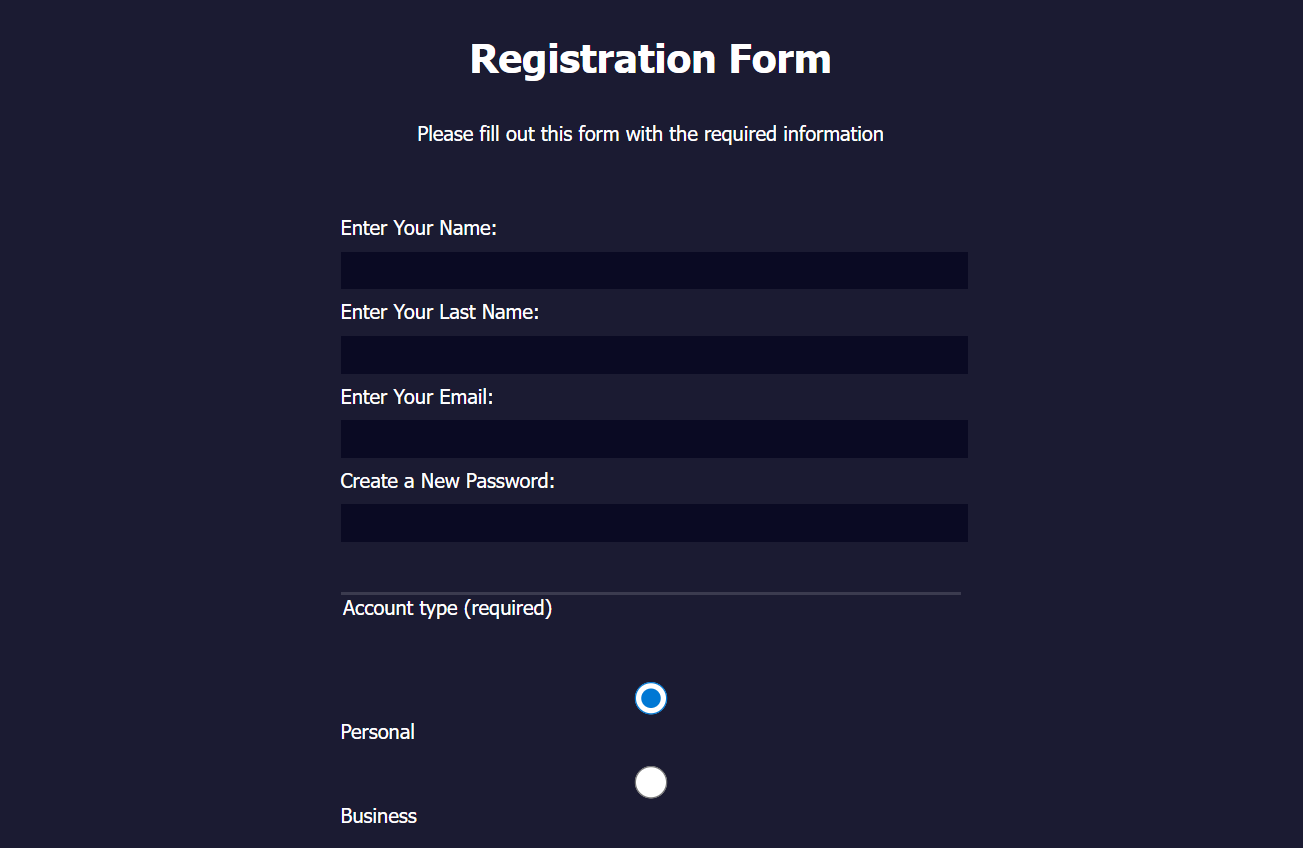 Registration Form
Please fill out this form with the required information
Enter Your Name:
Enter Your Last Name:
Enter Your Email:
Create a New Password:
Account type (required)
Personal
Business